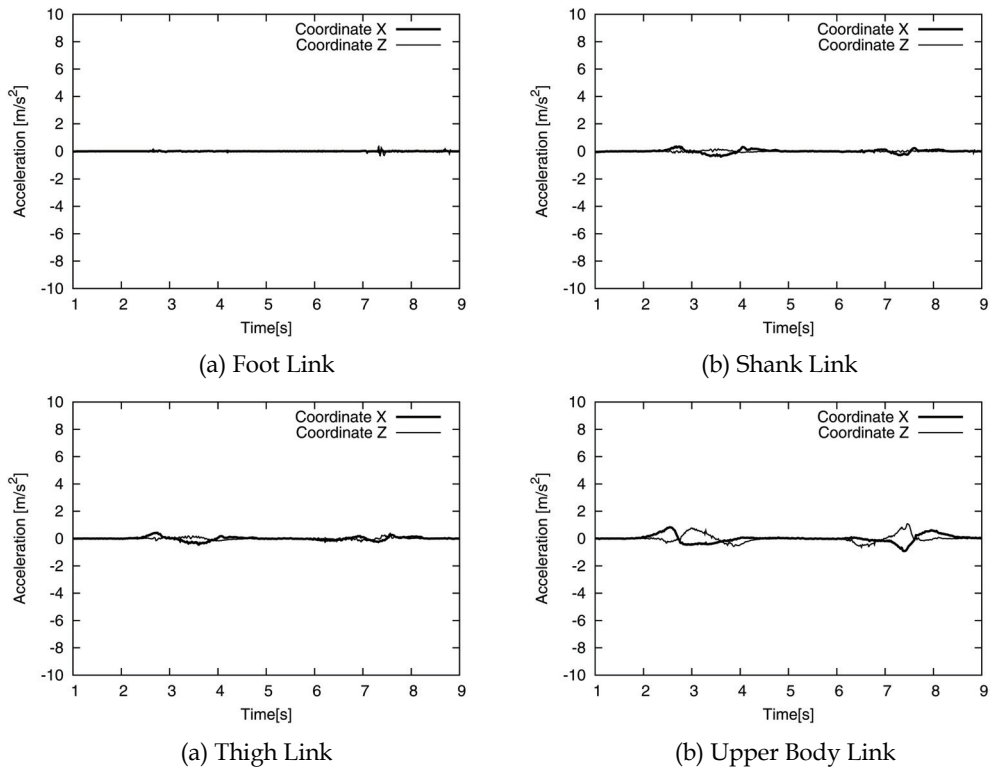 10
8
6
4
2
0
-2
-4
-6
-8
-10
Acceleration [m/s²]
Coordinate X
Coordinate Z
1 2 3 4 5 6 7 8 9
Time[s]
(a) Foot Link
10
8
6
4
2
0
-2
-4
-6
-8
-10
Acceleration [m/s²]
Coordinate X
Coordinate Z
1 2 3 4 5 6 7 8 9
Time[s]
(b) Shank Link
10
8
6
4
2
0
-2
-4
-6
-8
-10
Acceleration [m/s²]
Coordinate X
Coordinate Z
1 2 3 4 5 6 7 8 9
Time[s]
(a) Thigh Link
10
8
6
4
2
0
-2
-4
-6
-8
-10
Acceleration [m/s²]
Coordinate X
Coordinate Z
1 2 3 4 5 6 7 8 9
Time[s]
(b) Upper Body Link